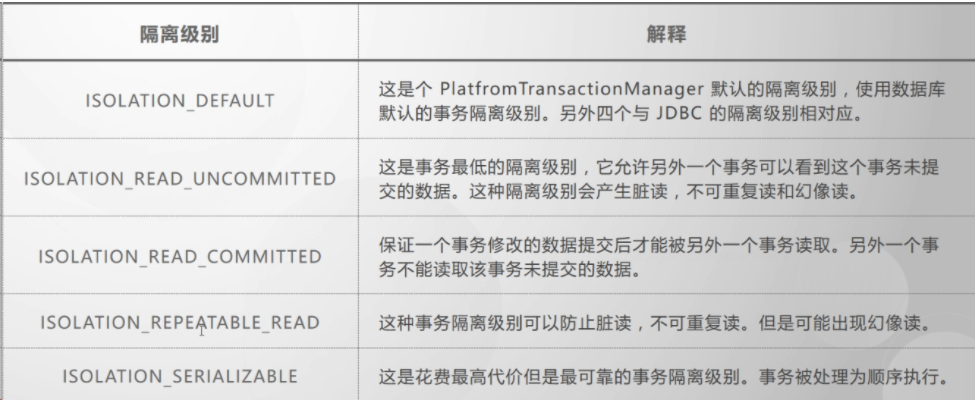 隔离级别
解释
ISOLATION_DEFAULT
这是个 PlatfromTransactionManager 默认的隔离级别，使用数据库
默认的事务隔离级别。另外四个与 JDBC 的隔离级别相对应。
ISOLATION_READ_UNCOMMITTED
这是事务最低的隔离级别，它允许另外一个事务可以看到这个事务未提
交的数据。这种隔离级别会产生脏读，不可重复读和幻像读。
ISOLATION_READ_COMMITTED
保证一个事务修改的数据提交后才能被另外一个事务读取。另外一个事
务不能读取该事务未提交的数据。
ISOLATION_REPEATABLE_READ
这种事务隔离级别可以防止脏读，不可重复读。但是可能出现幻像读。
ISOLATION_SERIALIZABLE
这是花费最高代价但是最可靠的事务隔离级别。事务被处理为顺序执行。